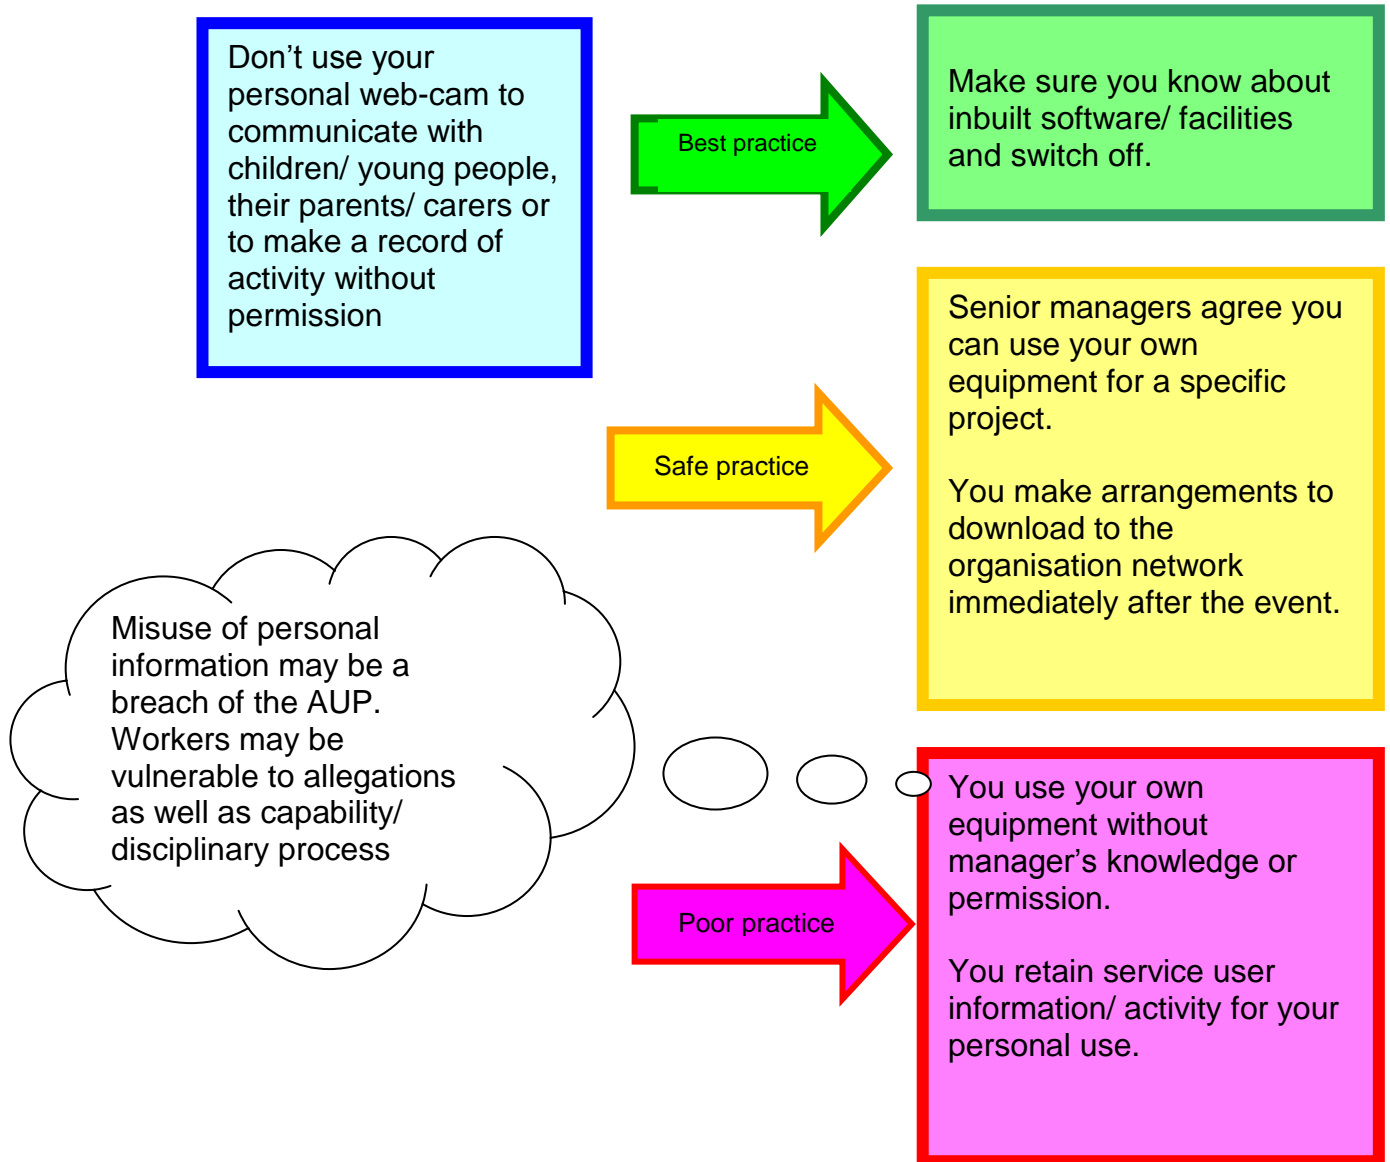 Don’t use your
personal web-cam to
communicate with
children/ young people,
their parents/ carers or
to make a record of
activity without
permission
Best practice
Make sure you know about
inbuilt software/ facilities
and switch off.
Safe practice
Senior managers agree you
can use your own
equipment for a specific
project.
You make arrangements to
download to the
organisation network
immediately after the event.
Misuse of personal
information may be a
breach of the AUP.
Workers may be
vulnerable to allegations
as well as capability/
disciplinary process
Poor practice
You use your own
equipment without
manager’s knowledge or
permission.
You retain service user
information/ activity for your
personal use.